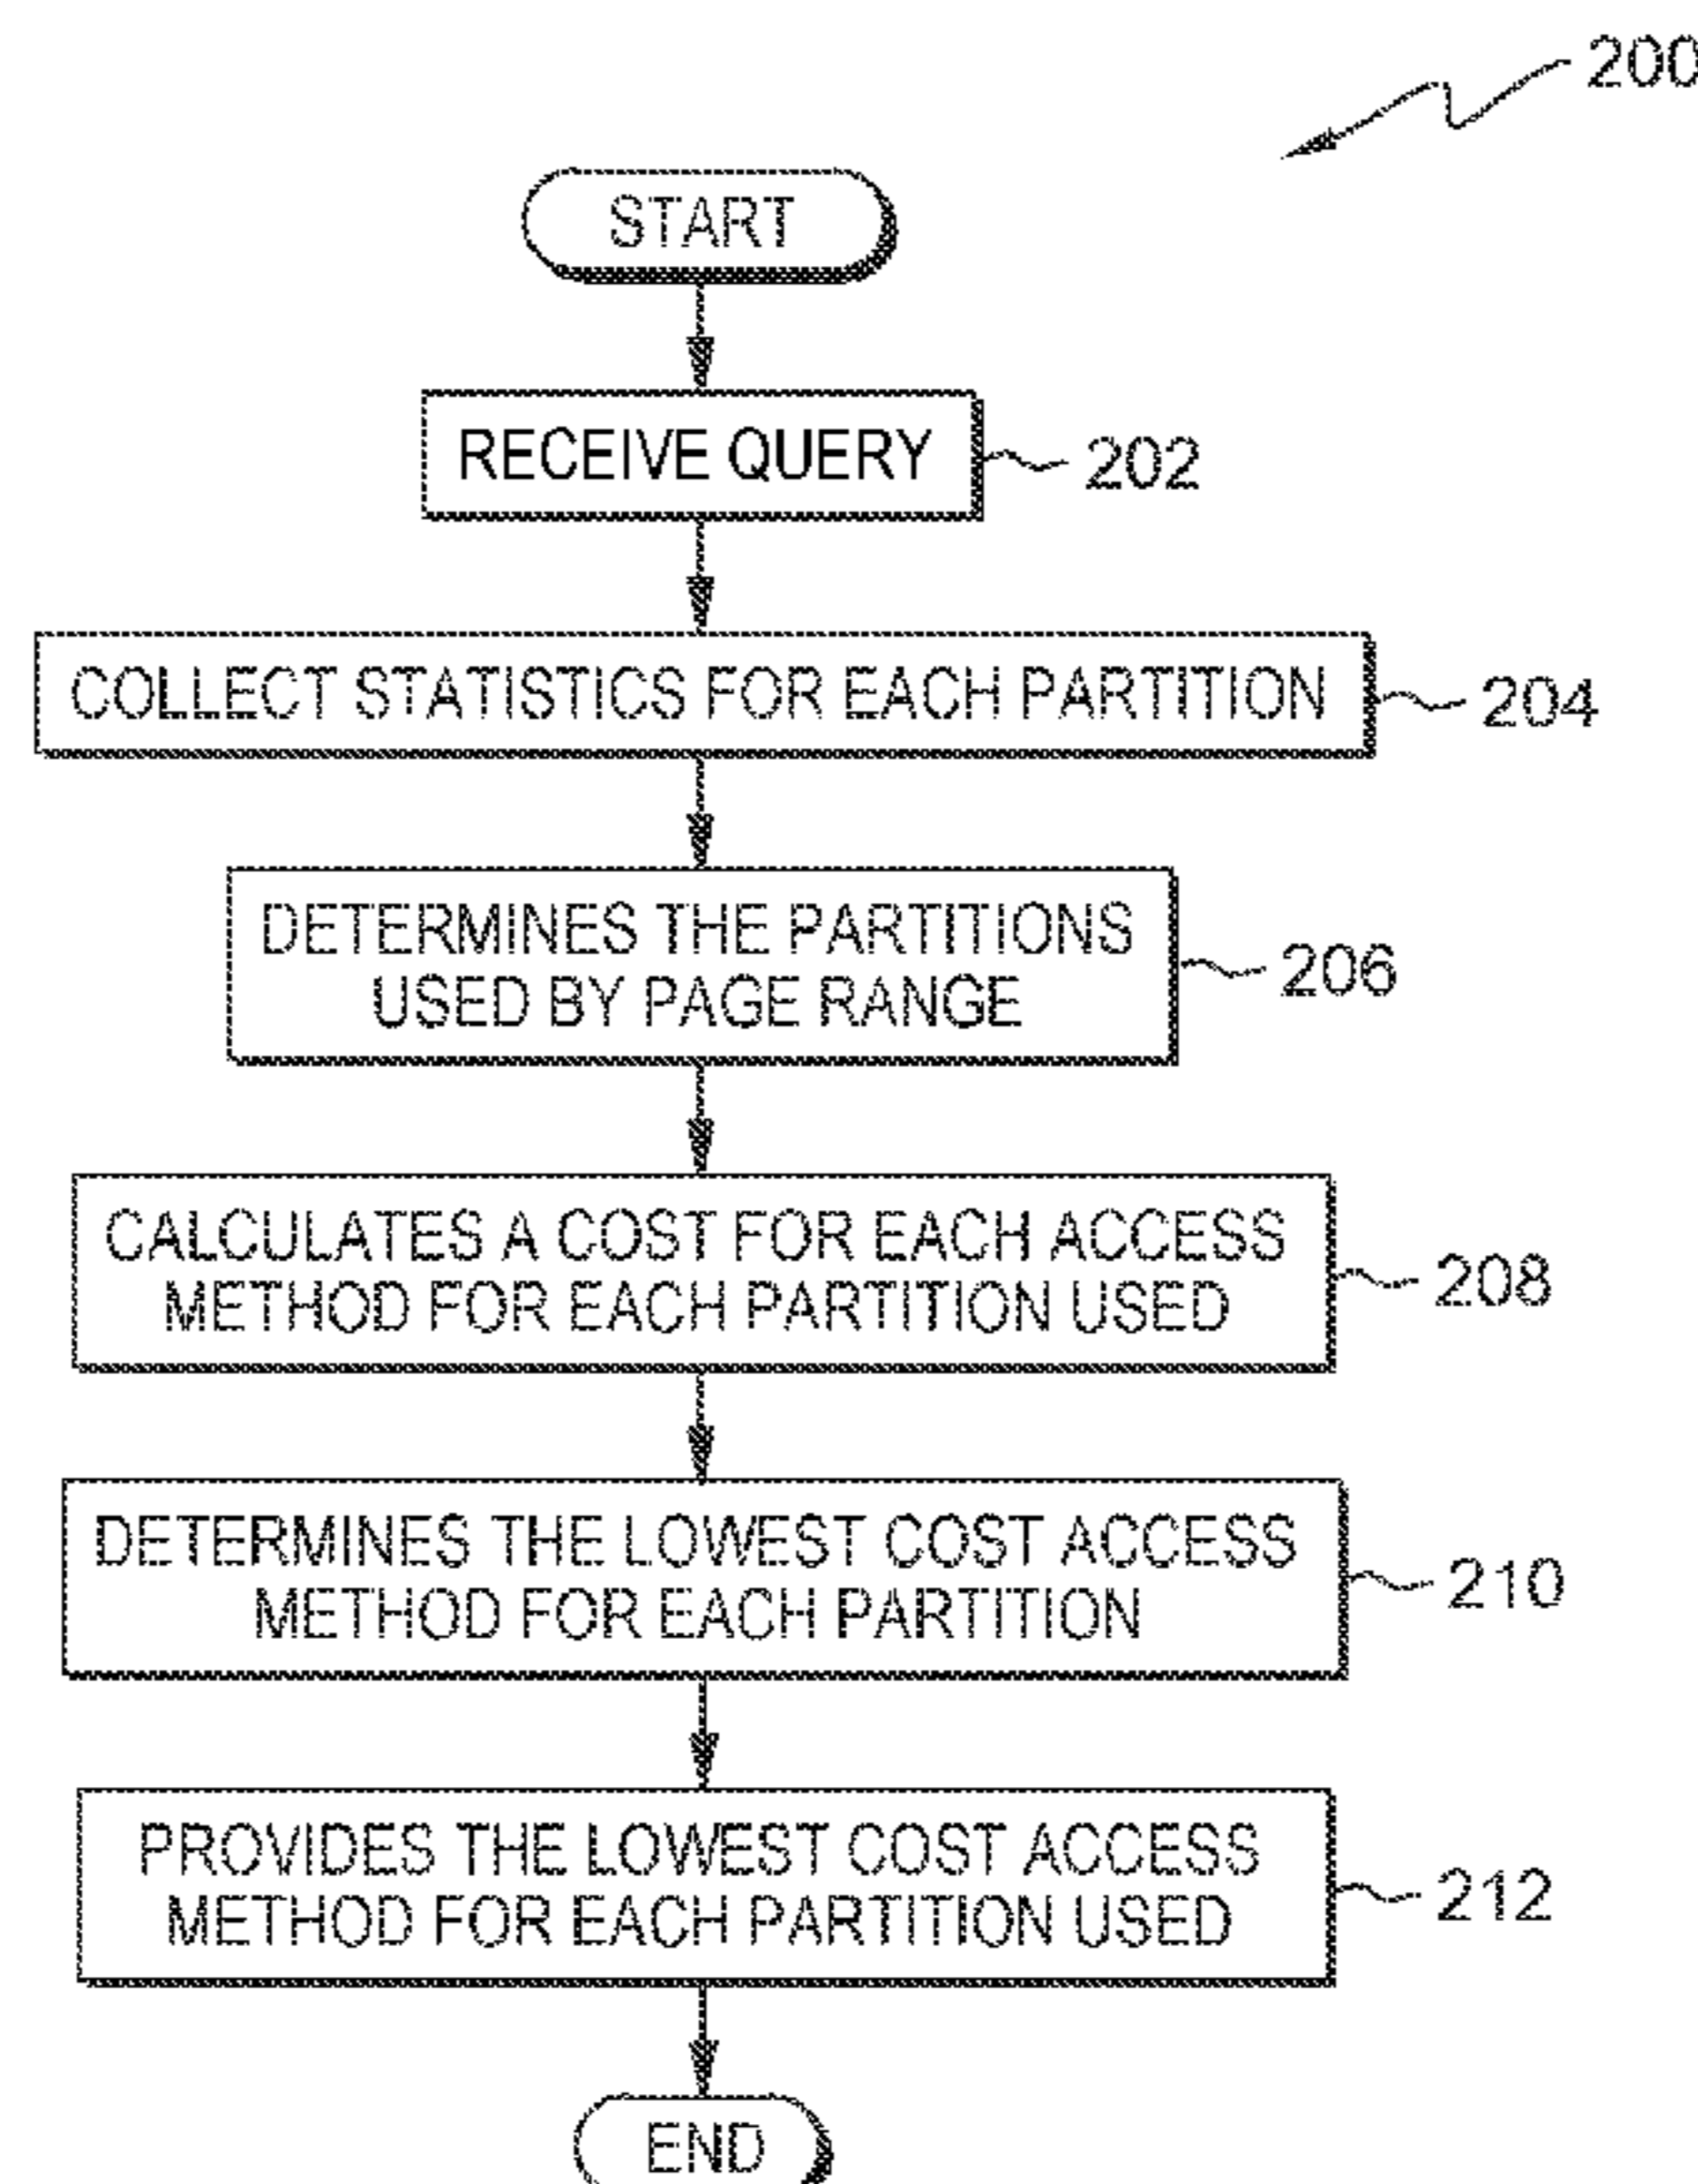 200
START
RECEIVE QUERY
202
COLLECT STATISTICS FOR EACH PARTITION
204
DETERMINES THE PARTITIONS
USED BY PAGE RANGE
206
CALCULATES A COST FOR EACH ACCESS
METHOD FOR EACH PARTITION USED
208
DETERMINES THE LOWEST COST ACCESS
METHOD FOR EACH PARTITION
210
PROVIDES THE LOWEST COST ACCESS
METHOD FOR EACH PARTITION USED
212
END